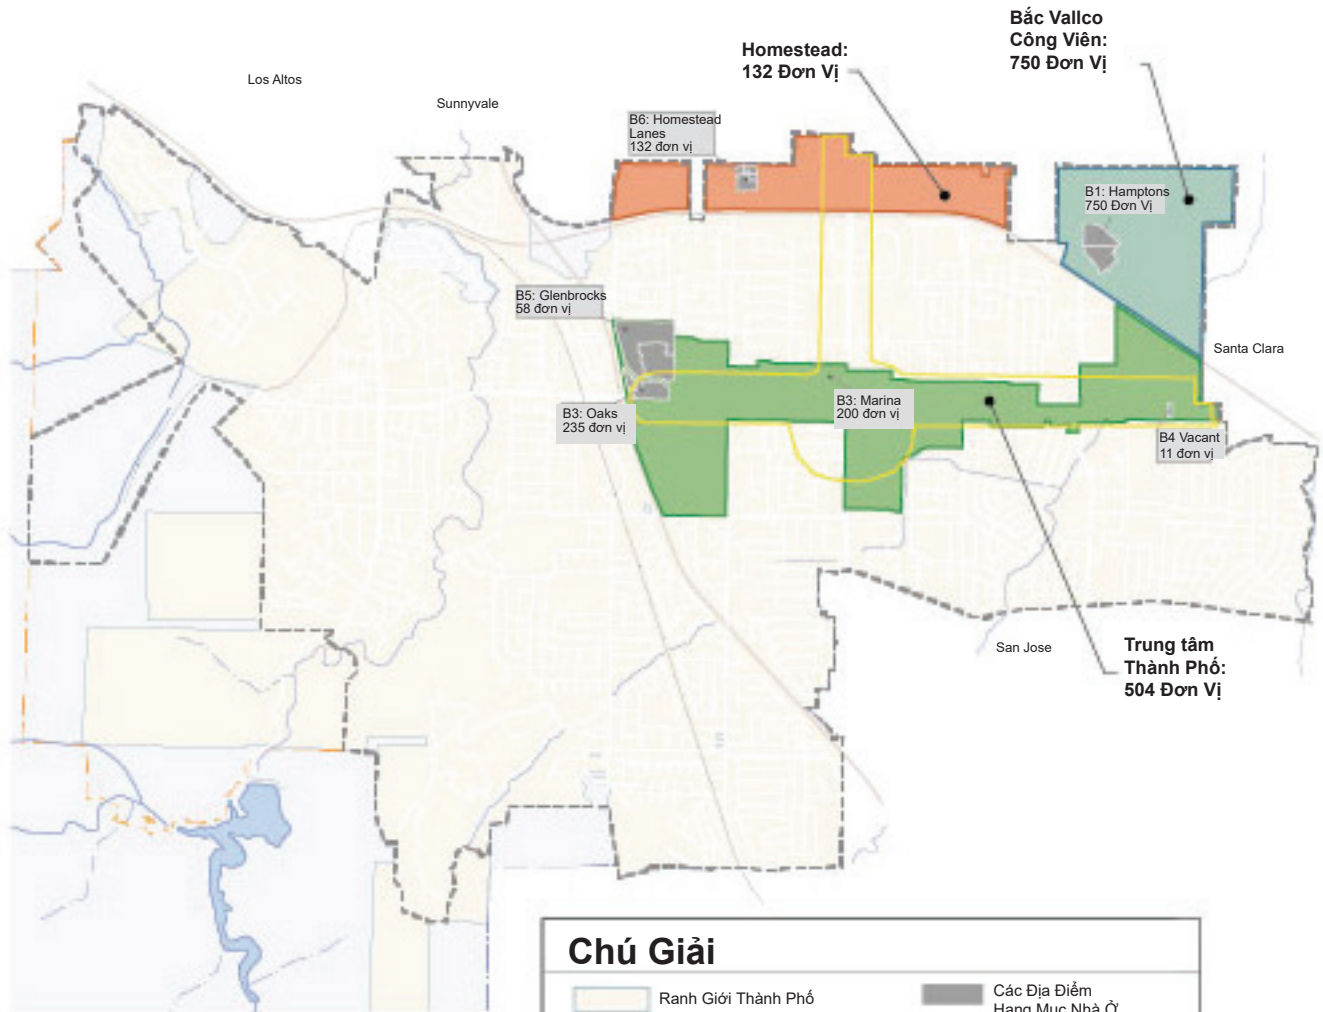 Bắc Vallco
Công Viên:
750 Đơn Vị
Homestead:
132 Đơn Vị
Los Altos
Sunnyvale
B6: Homestead
Lanes
132 đơn vị
B1: Hamptons
750 Đơn Vị
B5: Glenbrocks
58 đơn vị
Santa Clara
B3: Oaks
235 đơn vị
B3: Marina
200 đơn vị
B4 Vacant
11 đơn vị
San Jose
Trung tâm
Thành Phố:
504 Đơn Vị
Chú Giải
Ranh Giới Thành Phố
Các Địa Điểm
Hạng Mục Nhà Ở